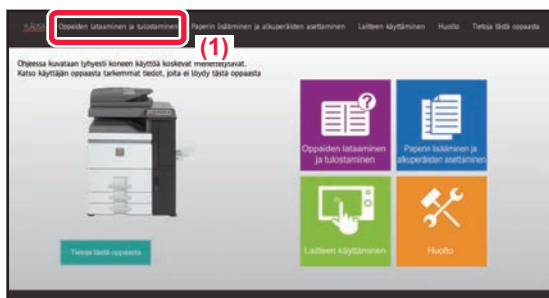 YLÄOSA Oppaiden lataaminen ja tulostaminen Paperin lisääminen ja alkuperäisten asettaminen Laitteen käyttäminen Huolto Tietoja tästä oppaasta
(1)
Ohjeessa kuvataan lyhyesti koneen käyttöä koskevat menettelytavat.
Katso käyttäjän oppaasta tarkemmat tiedot, joita ei löydy tästä oppaasta
Oppaiden lataaminen
ja tulostaminen
Paperin lisääminen ja
alkuperäisten asettaminen
Laitteen käyttäminen
Huolto
Tietoja tästä oppaasta